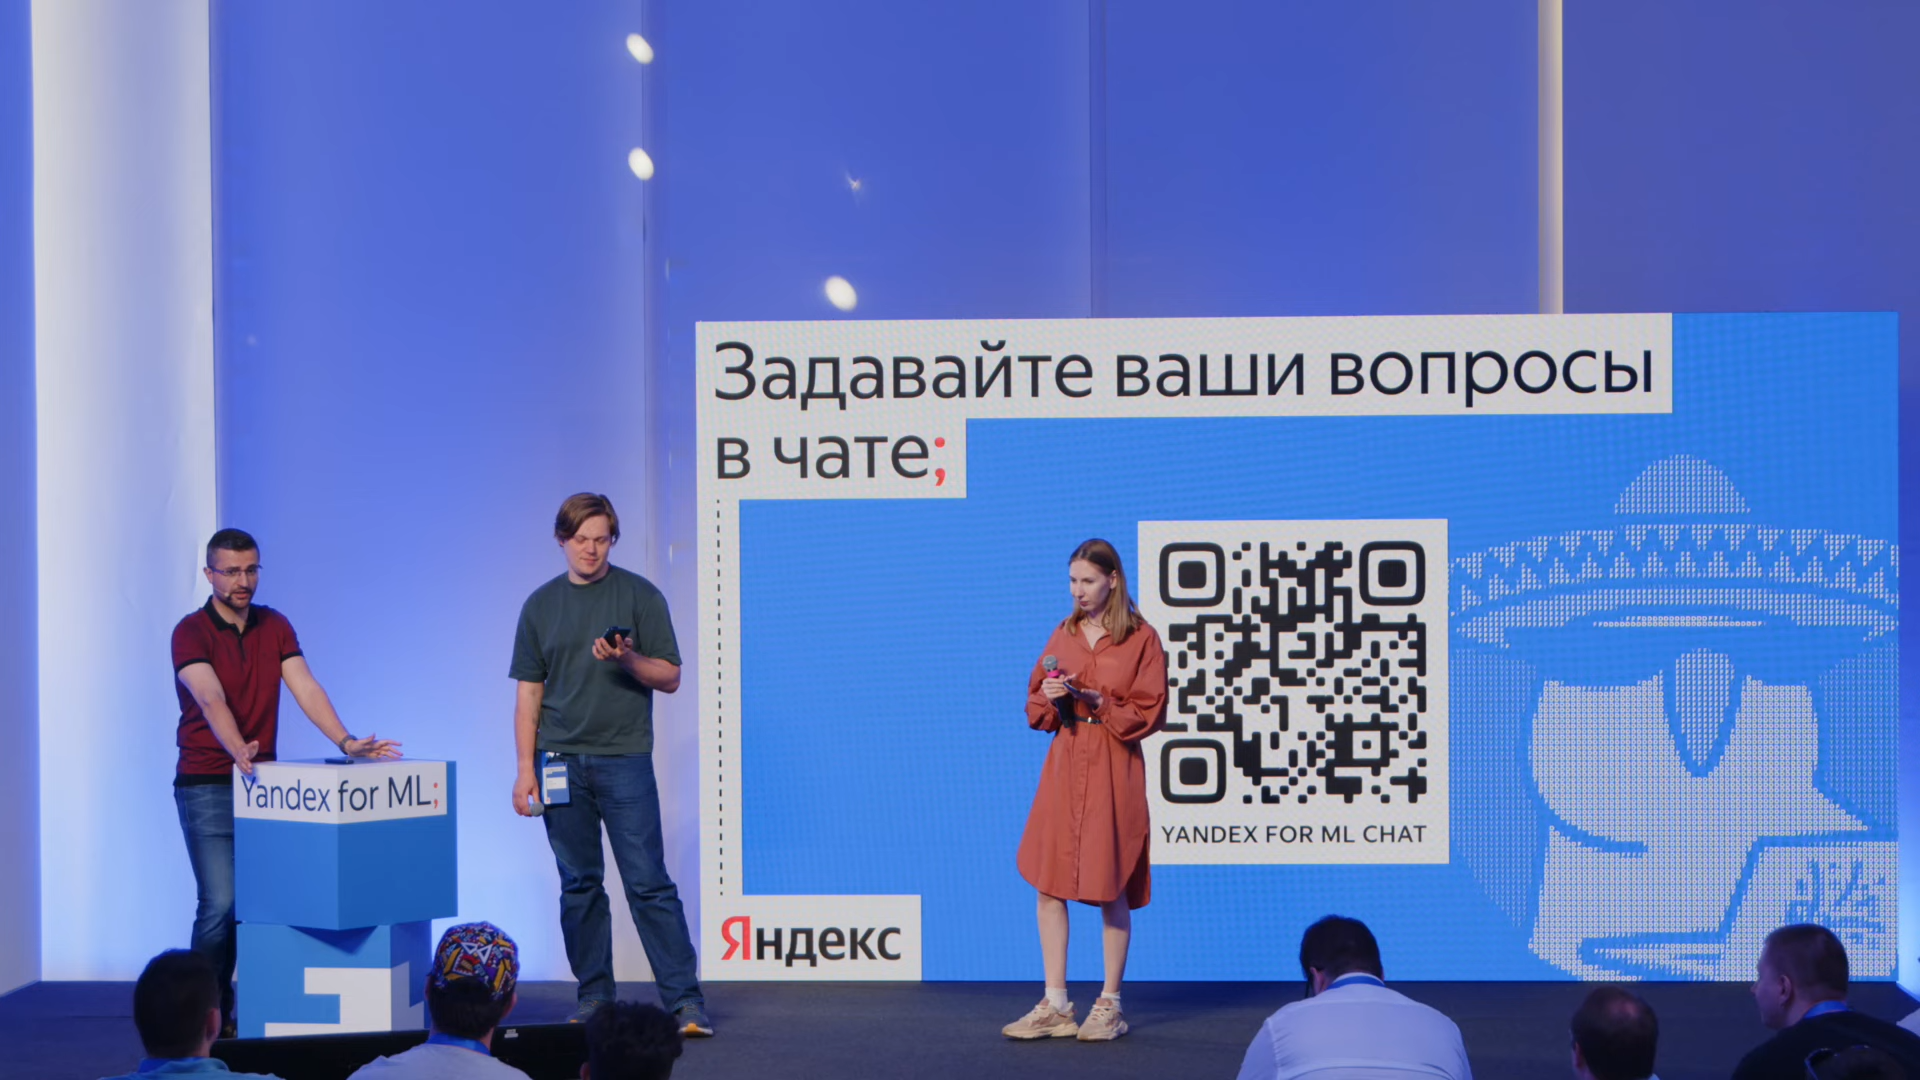 Задавайте ваши вопросы
в чате;
YANDEX FOR ML CHAT
Yandex for ML;
Яндекс